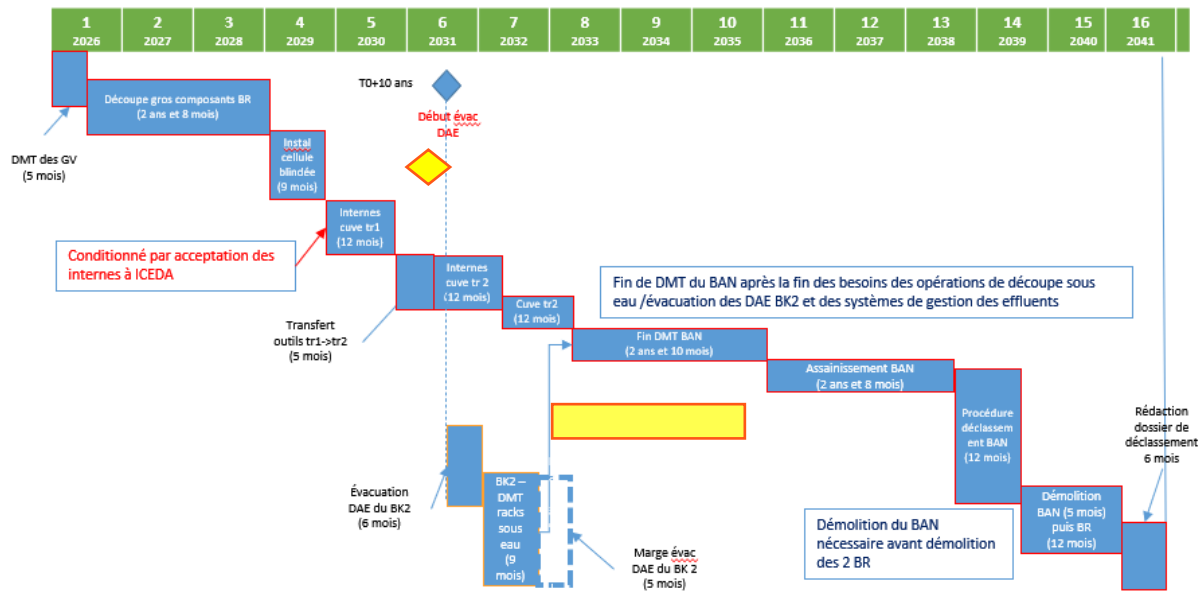 1 2 3 4 5 6 7 8 9 10 11 12 13 14 15 16
2026 2027 2028 2029 2030 2031 2032 2033 2034 2035 2036 2037 2038 2039 2040 2041
T0+10 ans
Découpe gros composants BR
(2 ans et 8 mois)
Début évac
DAE
DMT des GV
(5 mois)
Instal
cellule
blindée
(9 mois)
Internes
cuve tr1
(12 mois)
Conditionné par acceptation des
internes à ICEDA
Internes
cuve tr 2
(12 mois)
Fin de DMT du BAN après la fin des besoins des opérations de découpe sous
eau /évacuation des DAE BK2 et des systèmes de gestion des effluents
Cuve tr2
(12 mois)
Transfert
outils tr1->tr2
(5 mois)
Fin DMT BAN
(2 ans et 10 mois)
Assainissement BAN
(2 ans et 8 mois)
Procédure
déclassem
ent BAN
(12 mois)
Rédaction
dossier de
déclassement
6 mois
Évacuation
DAE du BK2
(6 mois)
BK2 –
DMT
racks
sous
eau (9
mois)
Démolition
BAN (5 mois)
puis BR
(12 mois)
Démolition du BAN
nécessaire avant démolition
des 2 BR
Marge évac
DAE du BK 2
(5 mois)